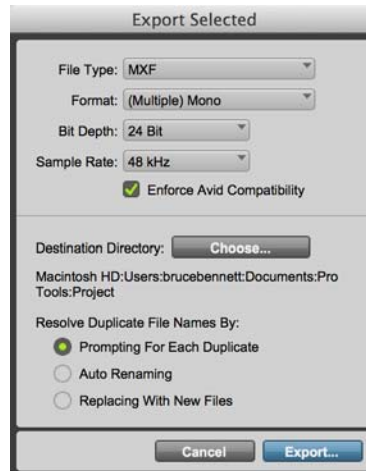 Export Selected
File Type: MXF
Format: (Multiple) Mono
Bit Depth: 24 Bit
Sample Rate: 48 kHz
Enforce Avid Compatibility
Destination Directory: Choose...
Macintosh HD:Users:brucebennett:Documents:Pro
Tools:Project
Resolve Duplicate File Names By:
Prompting For Each Duplicate
Auto Renaming
Replacing With New Files
Cancel Export...